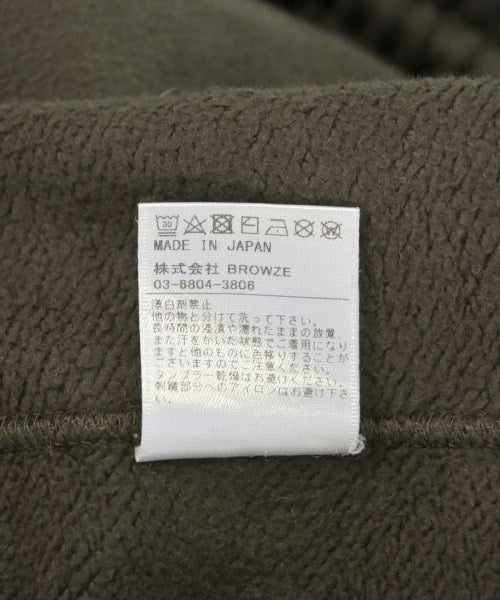 30
MADE IN JAPAN
株式会社 BROWZE
03-6804-3806
漂白剤禁止
他の物と分けて洗って下さい。
長時間の浸漬や濡れたままの放置
また汗をかいた状態でご着用になり
ますと他のものに色移りすることが
ございますのでご注意ください。
タンブラー乾燥はお避けください。
刺繍部分へのアイロンはお避け下さ
い。